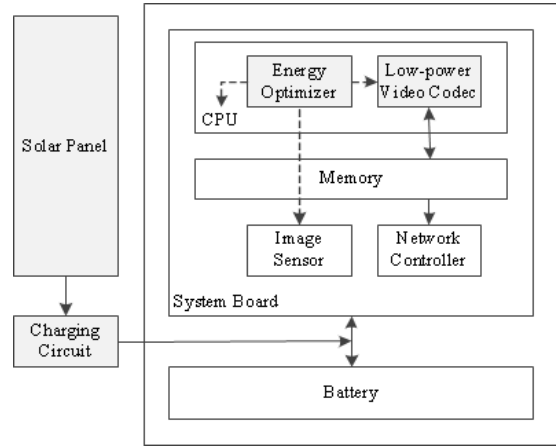 Solar Panel
Charging
Circuit
Energy
Optimizer
Low-power
Video Codec
CPU
Memory
Image
Sensor
Network
Controller
System Board
Battery